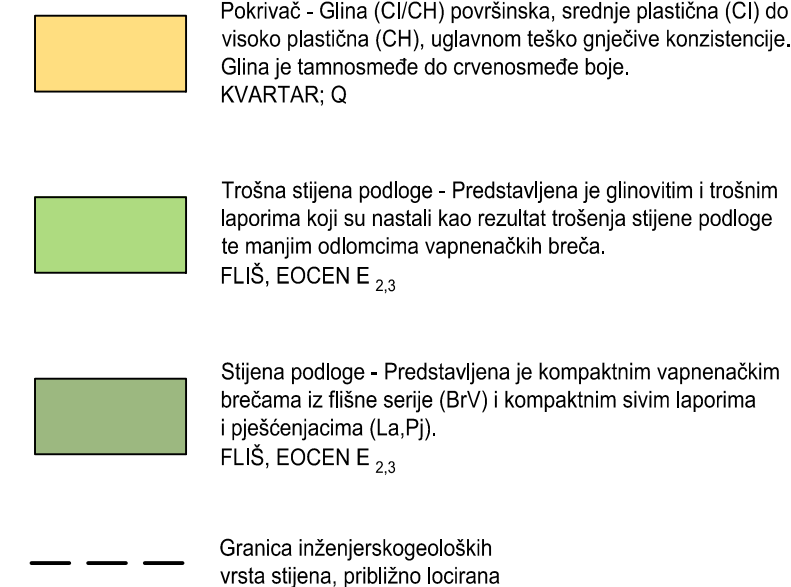 Pokrivač - Glina (CI/CH) površinska, srednje plastična (CI) do
visoko plastična (CH), uglavnom teško gnječive konzistencije.
Glina je tamnosmeđe do crvenosmeđe boje.
KVARTAR; Q
Trošna stijena podloge - Predstavljena je glinovitim i trošnim
laporima koji su nastali kao rezultat trošenja stijene podloge
te manjim odlomcima vapnenačkih breča.
FLIŠ, EOCEN E 2,3
Stijena podloge - Predstavljena je kompaktnim vapnenačkim
brečama iz flišne serije (BrV) i kompaktnim sivim laporima
i pješćenjacima (La,Pj).
FLIŠ, EOCEN E 2,3
Granica inženjerskogeoloških
vrsta stijena, približno locirana